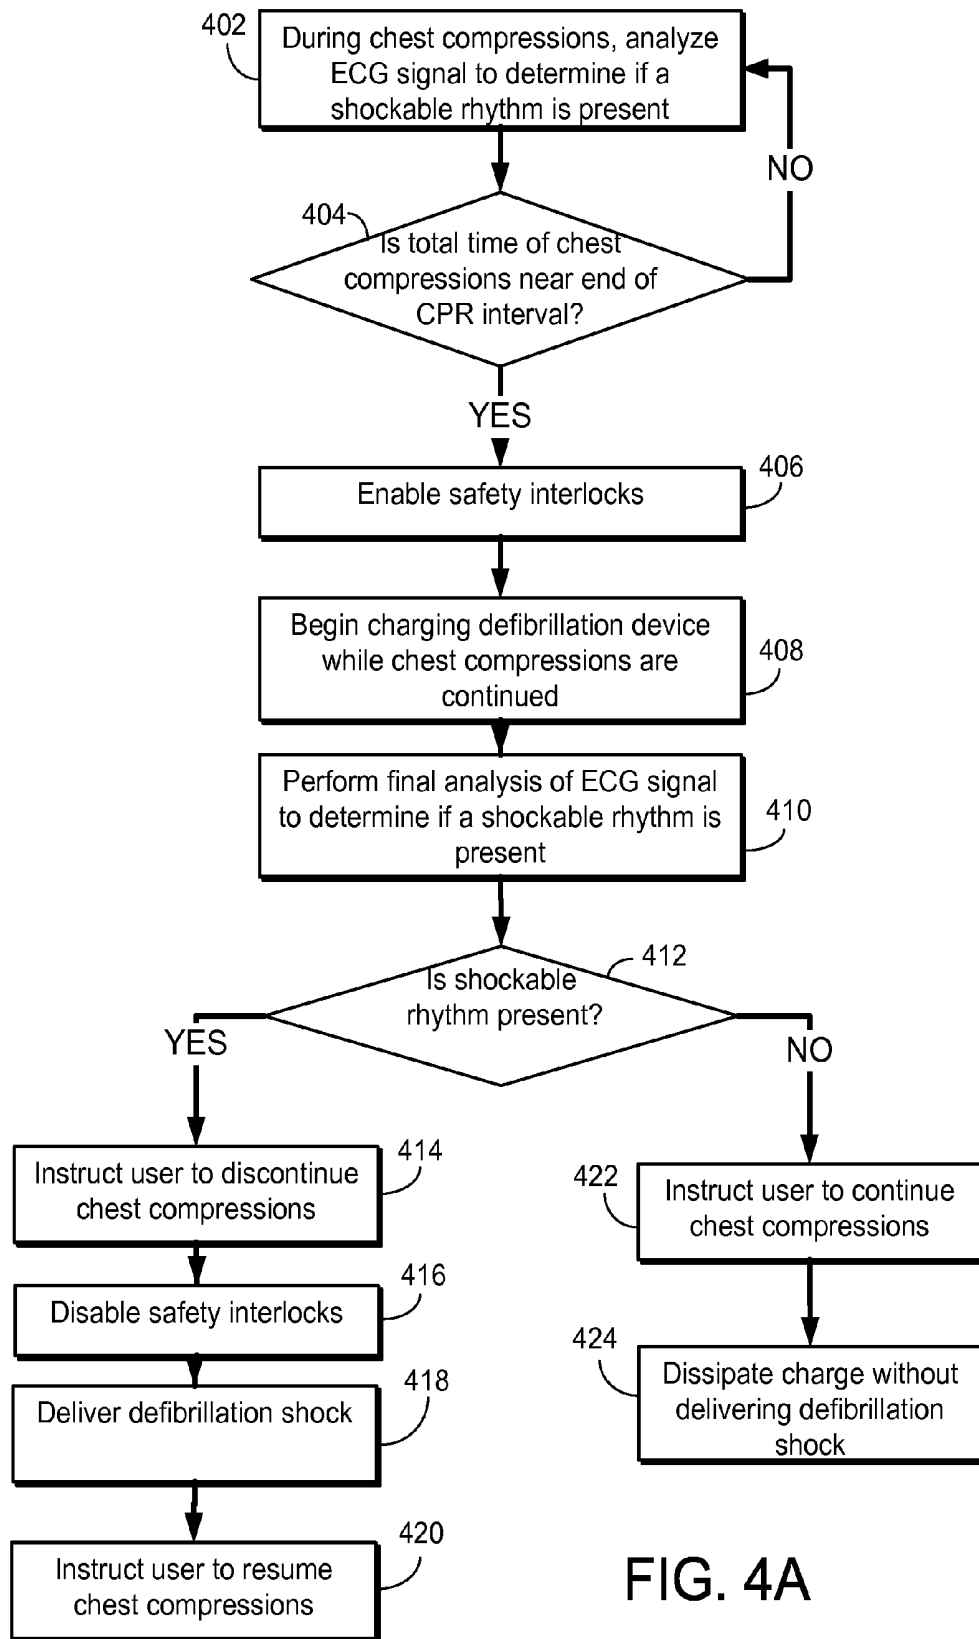 402
During chest compressions, analyze
ECG signal to determine if a
shockable rhythm is present
NO
404
Is total time of chest
compressions near end of
CPR interval?
YES
406
Enable safety interlocks
Begin charging defibrillation device
while chest compressions are
continued
408
Perform final analysis of ECG signal
to determine if a shockable rhythm is
present
410
412
Is shockable
rhythm present?
YES
NO
414
Instruct user to discontinue
chest compressions
416
Disable safety interlocks
418
Deliver defibrillation shock
420
Instruct user to resume
chest compressions
422
Instruct user to continue
chest compressions
424
Dissipate charge without
delivering defibrillation
shock
FIG. 4A